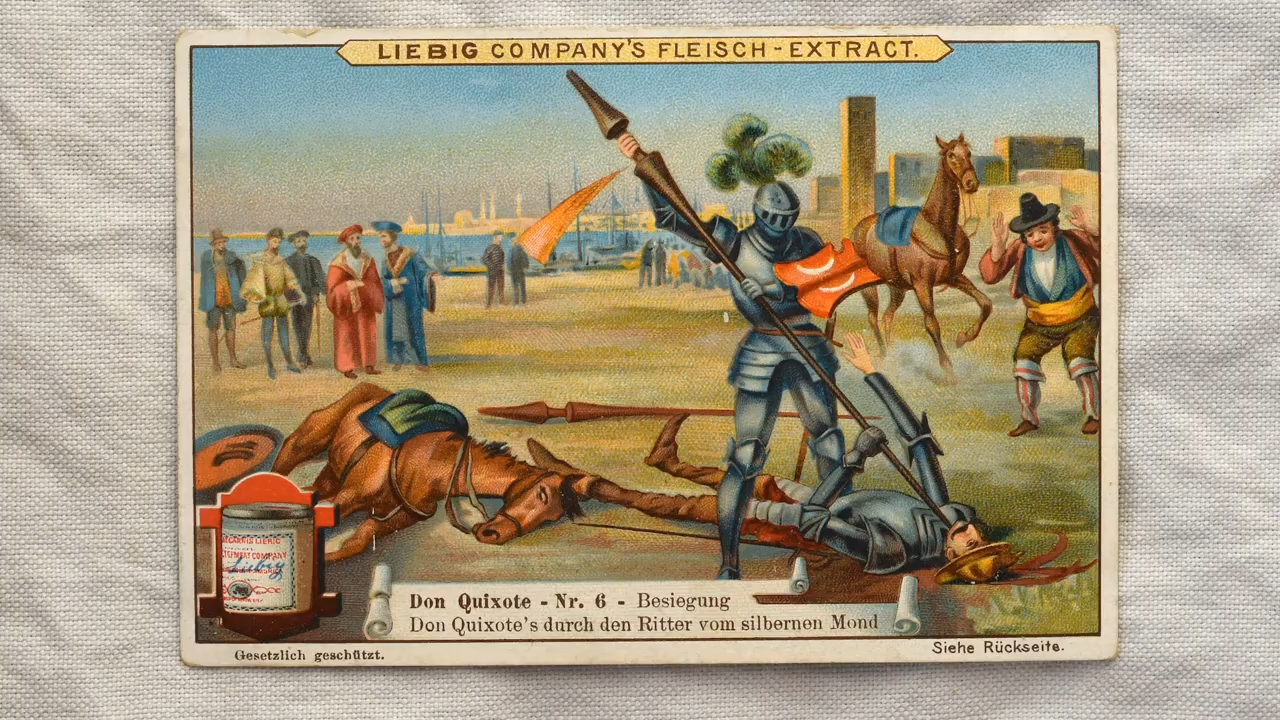 LIEBIG COMPANY'S FLEISCH-EXTRACT.
Liebig
Don Quixote - Nr. 6 - Besiegung
Don Quixote's durch den Ritter vom silbernen Mond
Gesetzlich geschützt.
Siehe Rückseite.